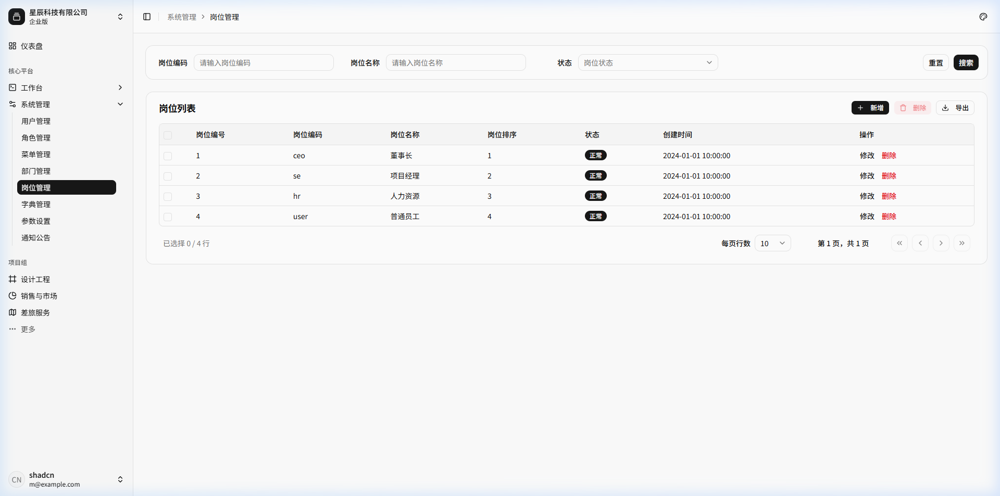 星辰科技有限公司
企业版
仪表盘
核心平台
工作台
系统管理
用户管理
角色管理
菜单管理
部门管理
岗位管理
字典管理
参数设置
通知公告
项目组
设计工程
销售与市场
差旅服务
更多
CN
shadcn
m@example.com
系统管理 岗位管理
岗位编码 请输入岗位编码 岗位名称 请输入岗位名称 状态 岗位状态 重置 搜索
岗位列表 新增 删除 导出
岗位编号 岗位编码 岗位名称 岗位排序 状态 创建时间 操作
1 ceo 董事长 1 正常 2024-01-01 10:00:00 修改 删除
2 se 项目经理 2 正常 2024-01-01 10:00:00 修改 删除
3 hr 人力资源 3 正常 2024-01-01 10:00:00 修改 删除
4 user 普通员工 4 正常 2024-01-01 10:00:00 修改 删除
已选择 0 / 4 行 每页行数 10 第 1 页，共 1 页